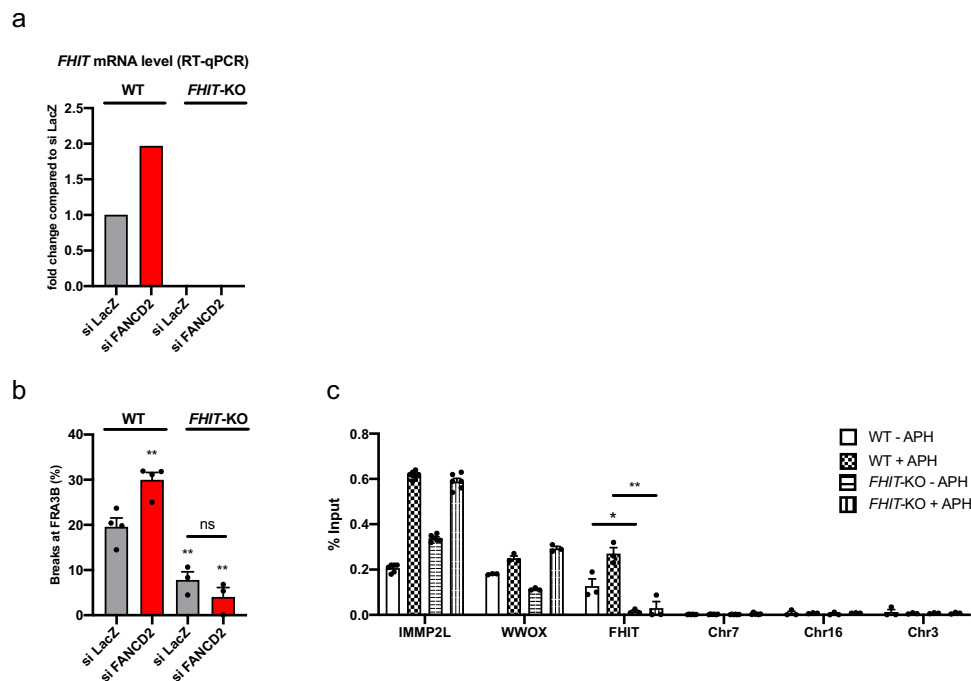 a
FHIT mRNA level (RT-qPCR)
WT FHIT-KO
fold change compared to si LacZ
2.5
2.0
1.5
1.0
0.5
0.0
si LacZ si FANCD2 si LacZ si FANCD2
b
WT FHIT-KO
Breaks at FRA3B (%)
40
30
20
10
0
**
** ns **
si LacZ si FANCD2 si LacZ si FANCD2
c
% Input
0.8
0.6
0.4
0.2
0.0
**
*
IMMP2L WWOX FHIT Chr7 Chr16 Chr3
WT - APH
WT + APH
FHIT-KO - APH
FHIT-KO + APH